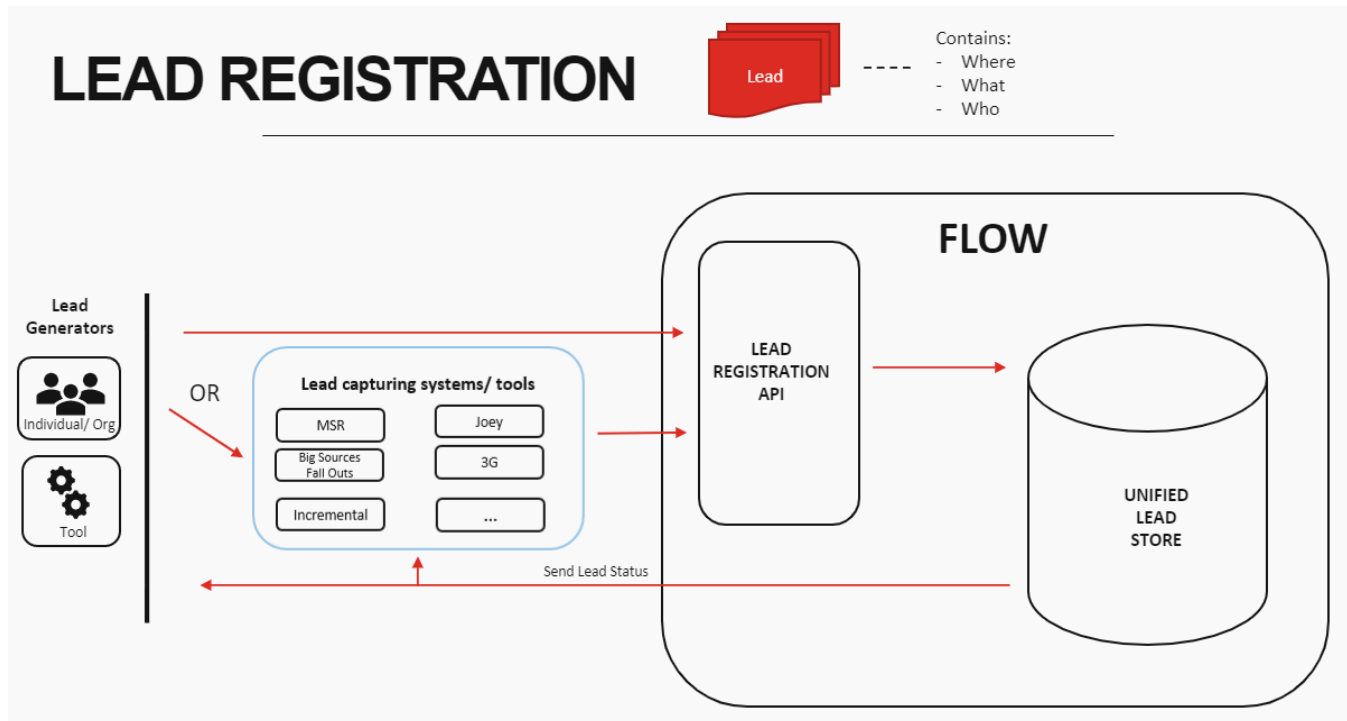 LEAD REGISTRATION
Lead
Contains:
- Where
- What
- Who
FLOW
Lead
Generators
Individual/ Org
Tool
OR
Lead capturing systems/ tools
MSR
Joey
Big Sources
Fall Outs
3G
Incremental
...
LEAD
REGISTRATION
API
UNIFIED
LEAD
STORE
Send Lead Status